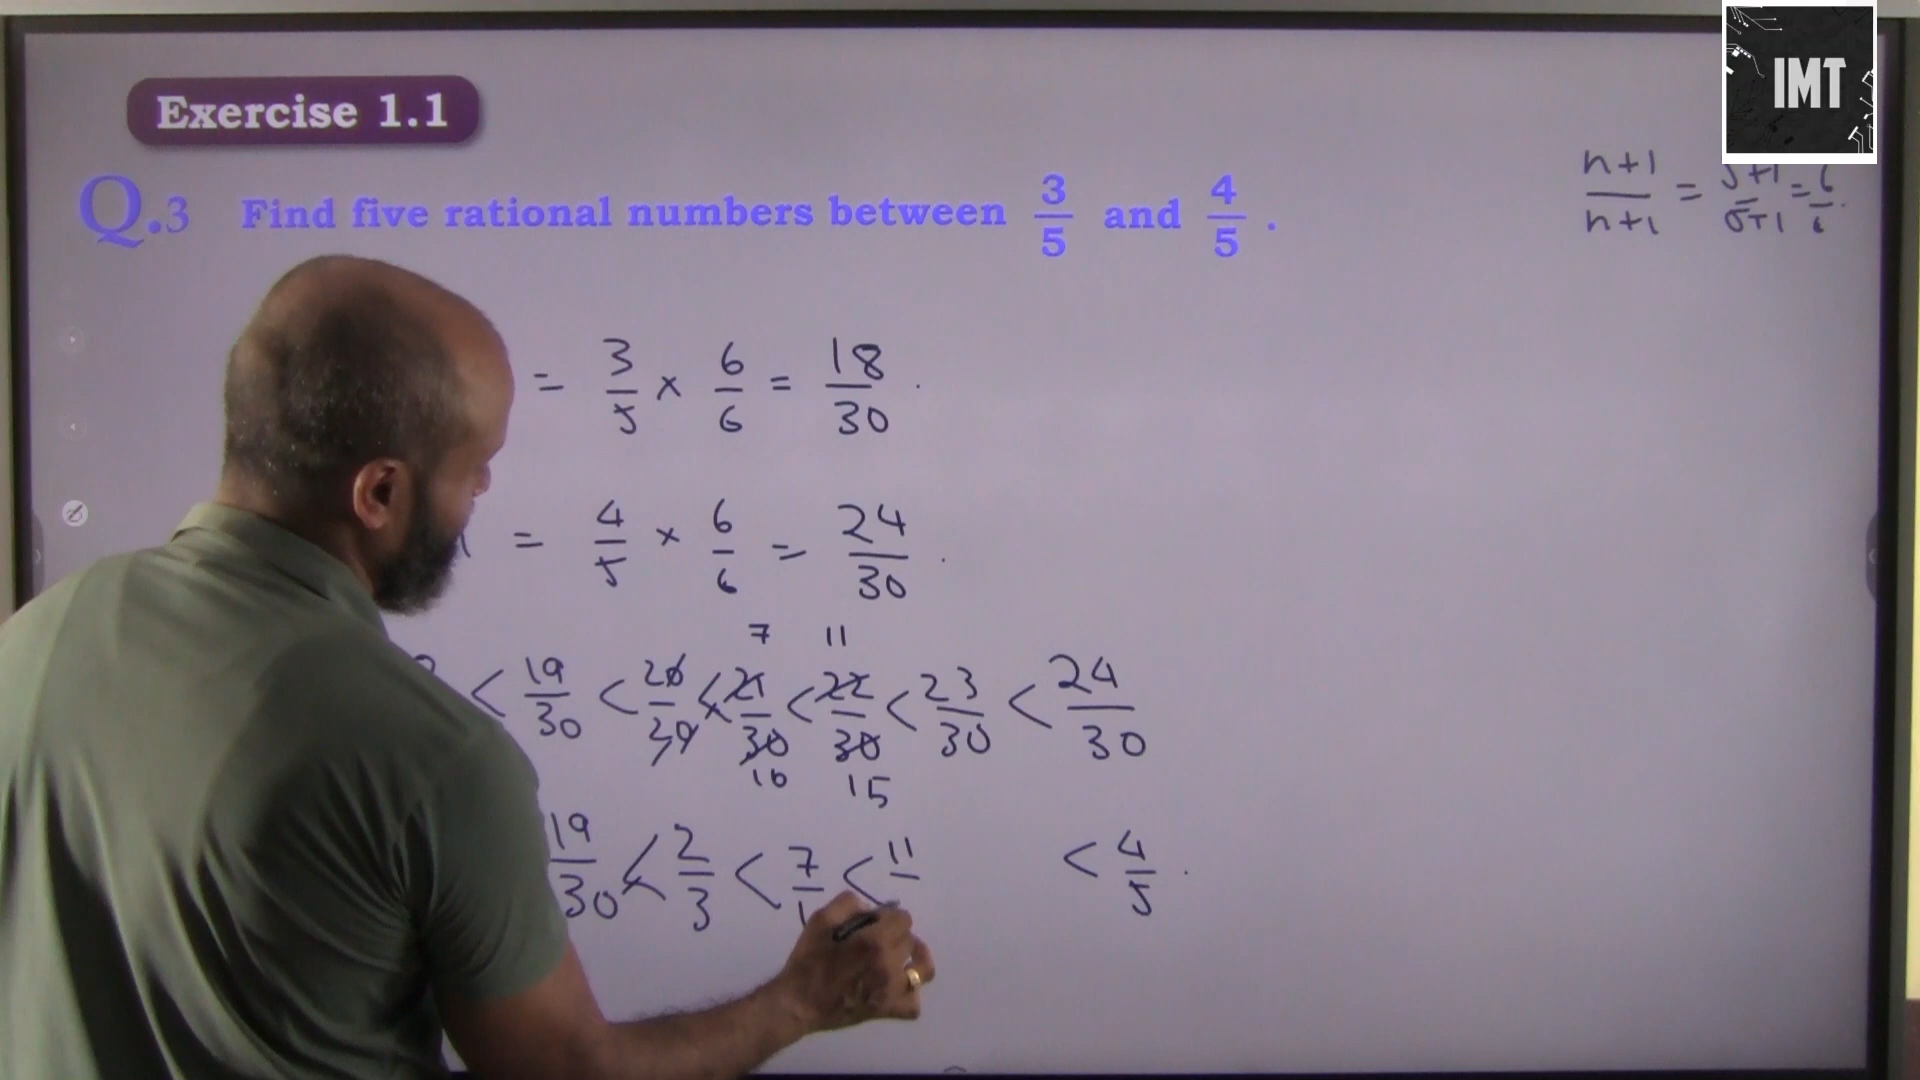 IMT
Exercise 1.1
Q.3 Find five rational numbers between 3/5 and 4/5 .
n+1/n+1 = 5+1/5+1 = 6/6.
= 3/5 × 6/6 = 18/30 .
= 4/5 × 6/6 = 24/30 .
7 11
< 19/30 < 20/30 < 21/30 < 22/30 < 23/30 < 24/30
10 15
19/30 < 2/3 < 7/1 < 11 < 4/5 .